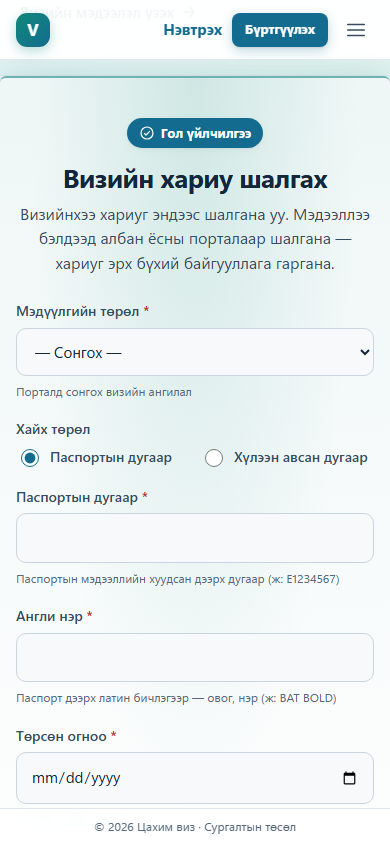 Визийн мэдээлэл үзэх →
V
Нэвтрэх
Бүртгүүлэх
Гол үйлчилгээ
Визийн хариу шалгах
Визийнхээ хариуг эндээс шалгана уу. Мэдээллээ
бэлдээд албан ёсны порталаар шалгана —
хариуг эрх бүхий байгууллага гаргана.
Мэдүүлгийн төрөл *
— Сонгох —
Порталд сонгох визийн ангилал
Хайх төрөл
Паспортын дугаар
Хүлээн авсан дугаар
Паспортын дугаар *
Паспортын мэдээллийн хуудсан дээрх дугаар (ж: E1234567)
Англи нэр *
Паспорт дээрх латин бичлэгээр — овог, нэр (ж: BAT BOLD)
Төрсөн огноо *
mm/dd/yyyy
© 2026 Цахим виз · Сургалтын төсөл